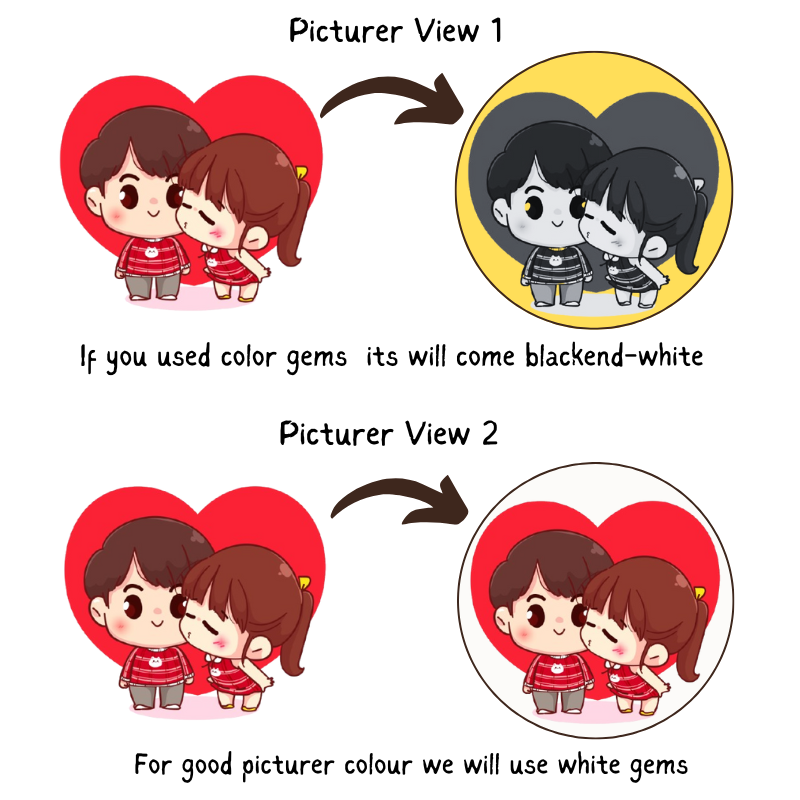 Picturer View 1
If you used color gems its will come blackend-white
Picturer View 2
For good picturer colour we will use white gems